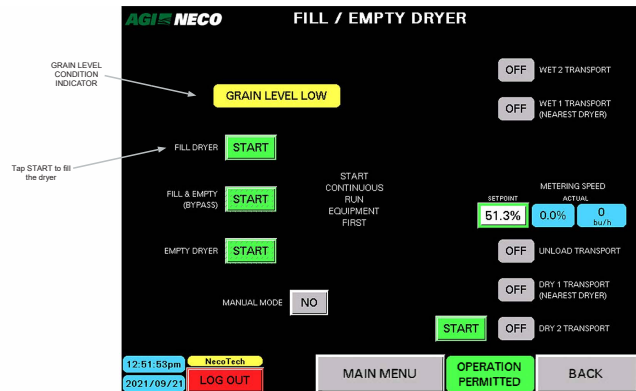 AGI NECO
FILL / EMPTY DRYER
GRAIN LEVEL
CONDITION
INDICATOR
GRAIN LEVEL LOW
Tap START to fill
the dryer
FILL DRYER START
FILL & EMPTY
(BYPASS)
START
EMPTY DRYER START
MANUAL MODE NO
START
CONTINUOUS
RUN
EQUIPMENT
FIRST
OFF WET 2 TRANSPORT
OFF WET 1 TRANSPORT
(NEAREST DRYER)
METERING SPEED
SETPOINT ACTUAL
51.3% 0.0% 0
bu/h
OFF UNLOAD TRANSPORT
OFF DRY 1 TRANSPORT
(NEAREST DRYER)
START OFF DRY 2 TRANSPORT
12:51:53pm NecoTech
2021/09/21 LOG OUT
MAIN MENU
OPERATION
PERMITTED
BACK